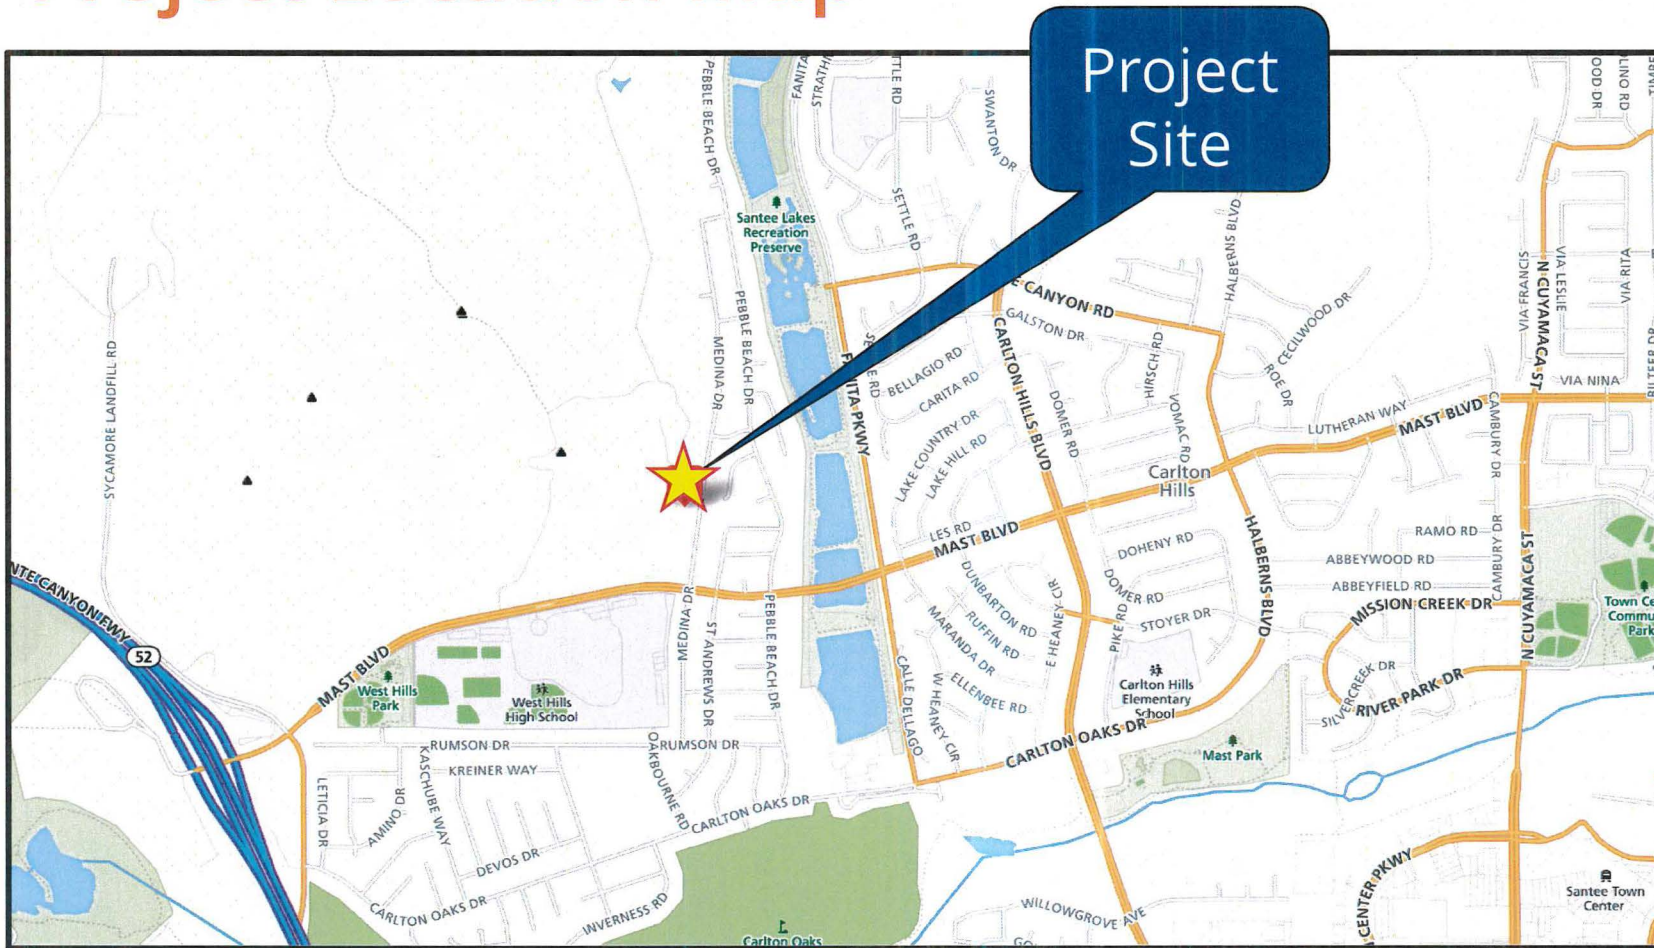 Project
Site
PEBBLE BEACH DR
SWANTON DR
SETTLE RD
Santee Lakes
Recreation
Preserve
HALBERNS BLVD
VIA FRANCIS
N CUYAMACA ST
VIA LESLIE
VIA RITA
SYCAMORE LANDFILL RD
MEDINA DR
PEBBLE BEACH DR
CANYON RD
GALSTON DR
CARLTON HILLS BLVD
HIRSCH RD
CECILWOOD DR
ROE DR
BELLAGIO RD
CARITA RD
LAKE COUNTRY DR
LAKE HILL RD
DOMER RD
VOMAC RD
LUTHERAN WAY
MAST BLVD
VIA NINA
CAMBURY DR
Carlton
Hills
LES RD
MAST BLVD
DOHENY RD
RAMO RD
ABBEYWOOD RD
ABBEYFIELD RD
MISSION CREEK DR
CAMBURY DR
N CUYAMACA ST
HALBERNS BLVD
DUNBARTON RD
RUFFIN RD
MARANDA DR
ELLENBEE RD
E HEANEY CIR
W HEANEY CIR
DOMER RD
PIKE RD
STOYER DR
52
MAST BLVD
West Hills
Park
West Hills
High School
MEDINA DR
ST ANDREWS DR
PEBBLE BEACH DR
CALLE DELLAGO
Carlton Hills
Elementary
School
SILVERCREEK DR
RIVER PARK DR
RUMSON DR
RUMSON DR
KREINER WAY
KASCHUBE WAY
OAKBOURNE RD
LETICIA DR
AMINO DR
DEVOS DR
CARLTON OAKS DR
CARLTON OAKS DR
CARLTON OAKS DR
INVERNESS RD
Mast Park
WILLOWGROVE AVE
CENTER PKWY
Santee Town
Center
Carlton Oaks